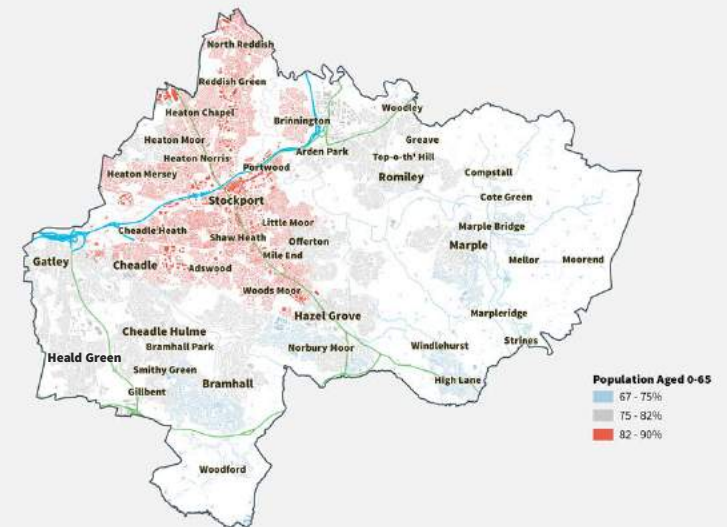 North Reddish
Reddish Green
Heaton Chapel
Brinnington
Woodley
Heaton Moor
Greave
Arden Park
Top-o-th' Hill
Heaton Norris
Portwood
Heaton Mersey
Romiley
Compstall
Stockport
Cote Green
Little Moor
Marple Bridge
Cheadle Heath
Shaw Heath
Offerton
Marple
Mile End
Gatley
Cheadle
Adswood
Mellor
Moorend
Woods Moor
Hazel Grove
Marpleridge
Cheadle Hulme
Bramhall Park
Norbury Moor
Windlehurst
Strines
Heald Green
Smithy Green
Bramhall
High Lane
Gillbent
Woodford
Population Aged 0-65
67 - 75%
75 - 82%
82 - 90%